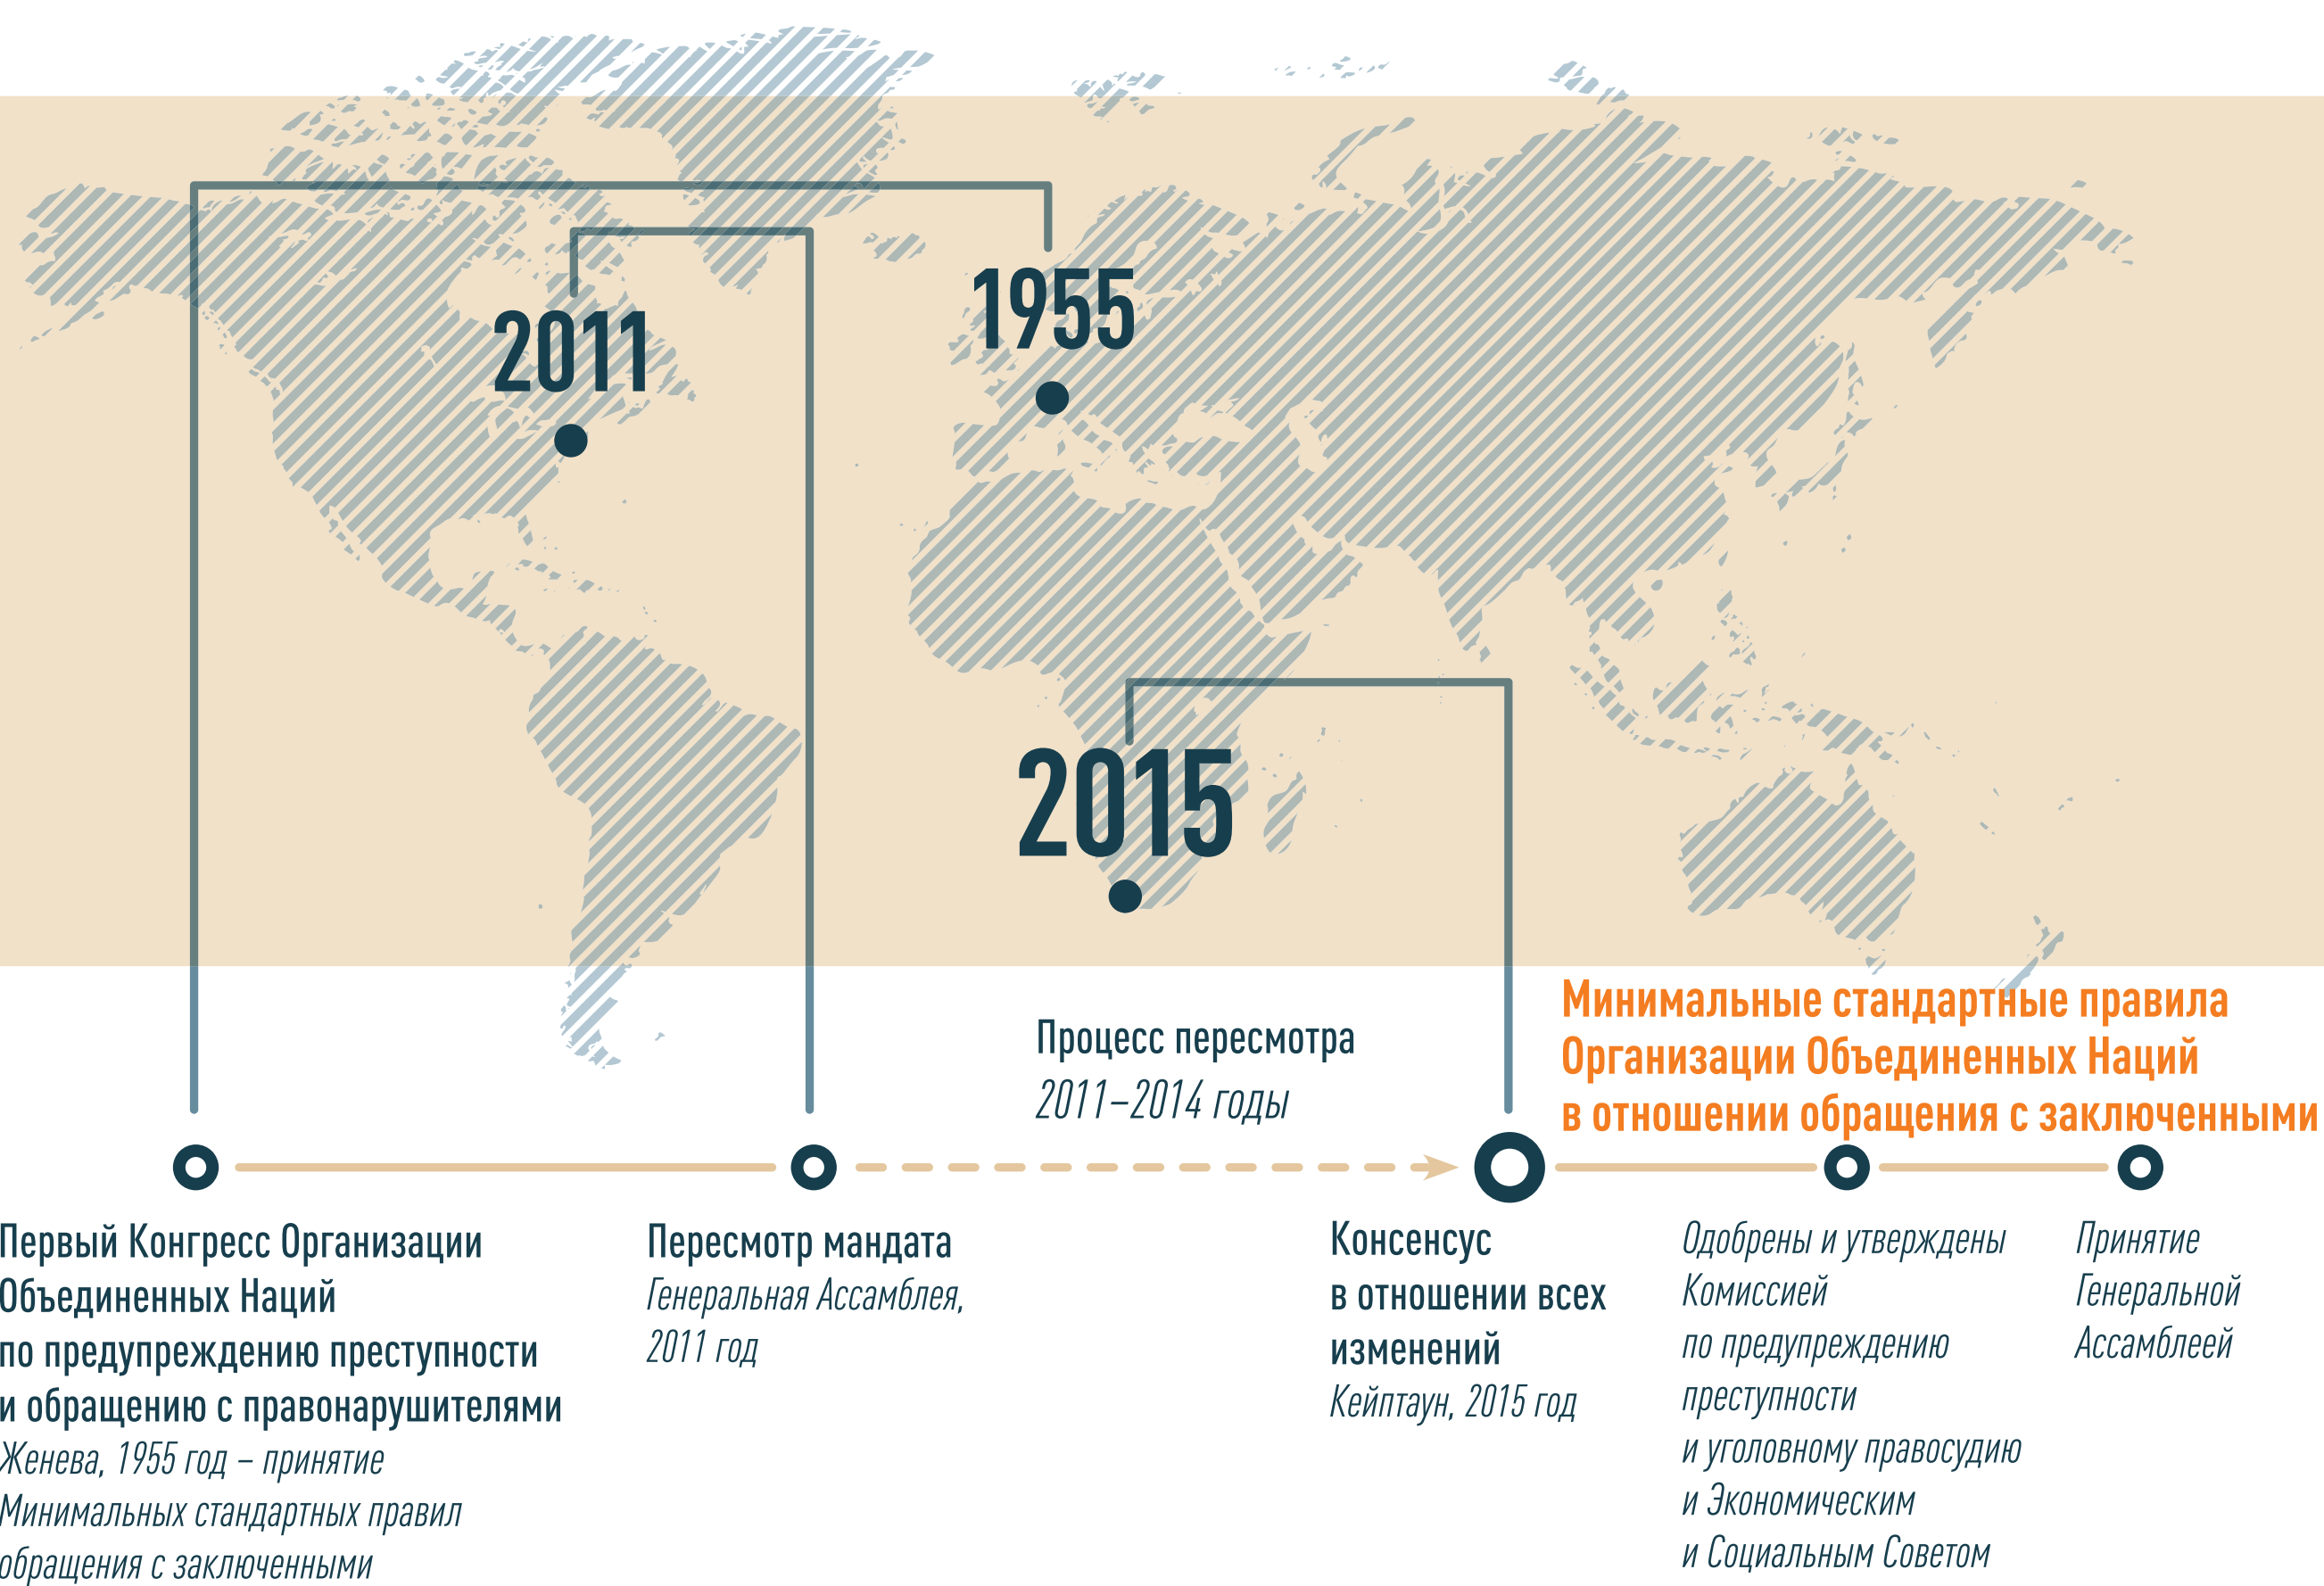 1955
2011
2015
Минимальные стандартные правила
Организации Объединенных Наций
в отношении обращения с заключенными
Процесс пересмотра
2011–2014 годы
Первый Конгресс Организации
Объединенных Наций
по предупреждению преступности
и обращению с правонарушителями
Женева, 1955 год – принятие
Минимальных стандартных правил
обращения с заключенными
Пересмотр мандата
Генеральная Ассамблея,
2011 год
Консенсус
в отношении всех
изменений
Кейптаун, 2015 год
Одобрены и утверждены
Комиссией
по предупреждению
преступности
и уголовному правосудию
и Экономическим
и Социальным Советом
Принятие
Генеральной
Ассамблеей